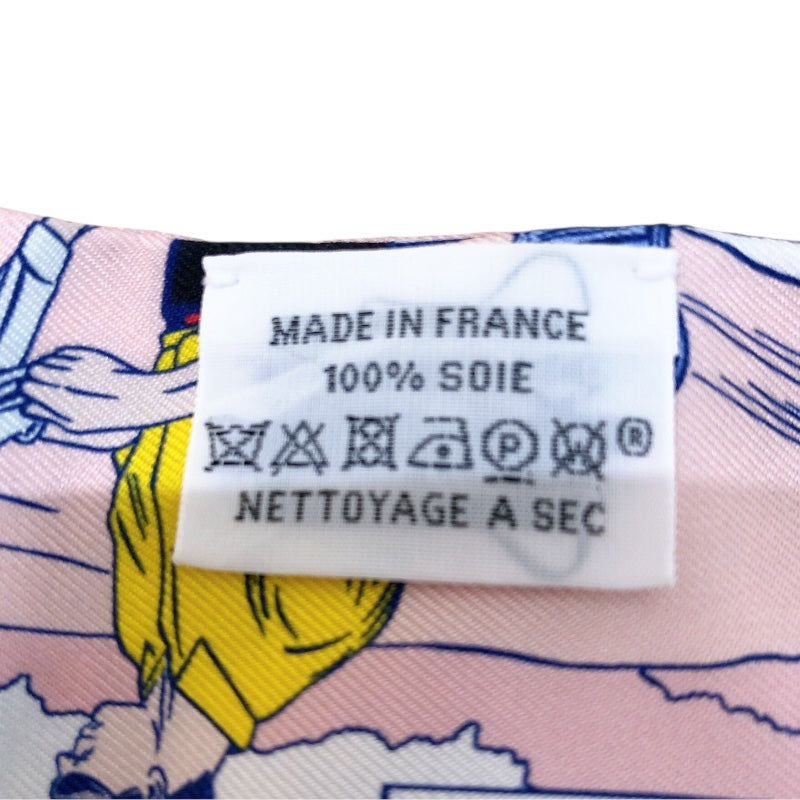 MADE IN FRANCE
100% SOIE
P W ®
NETTOYAGE A SEC